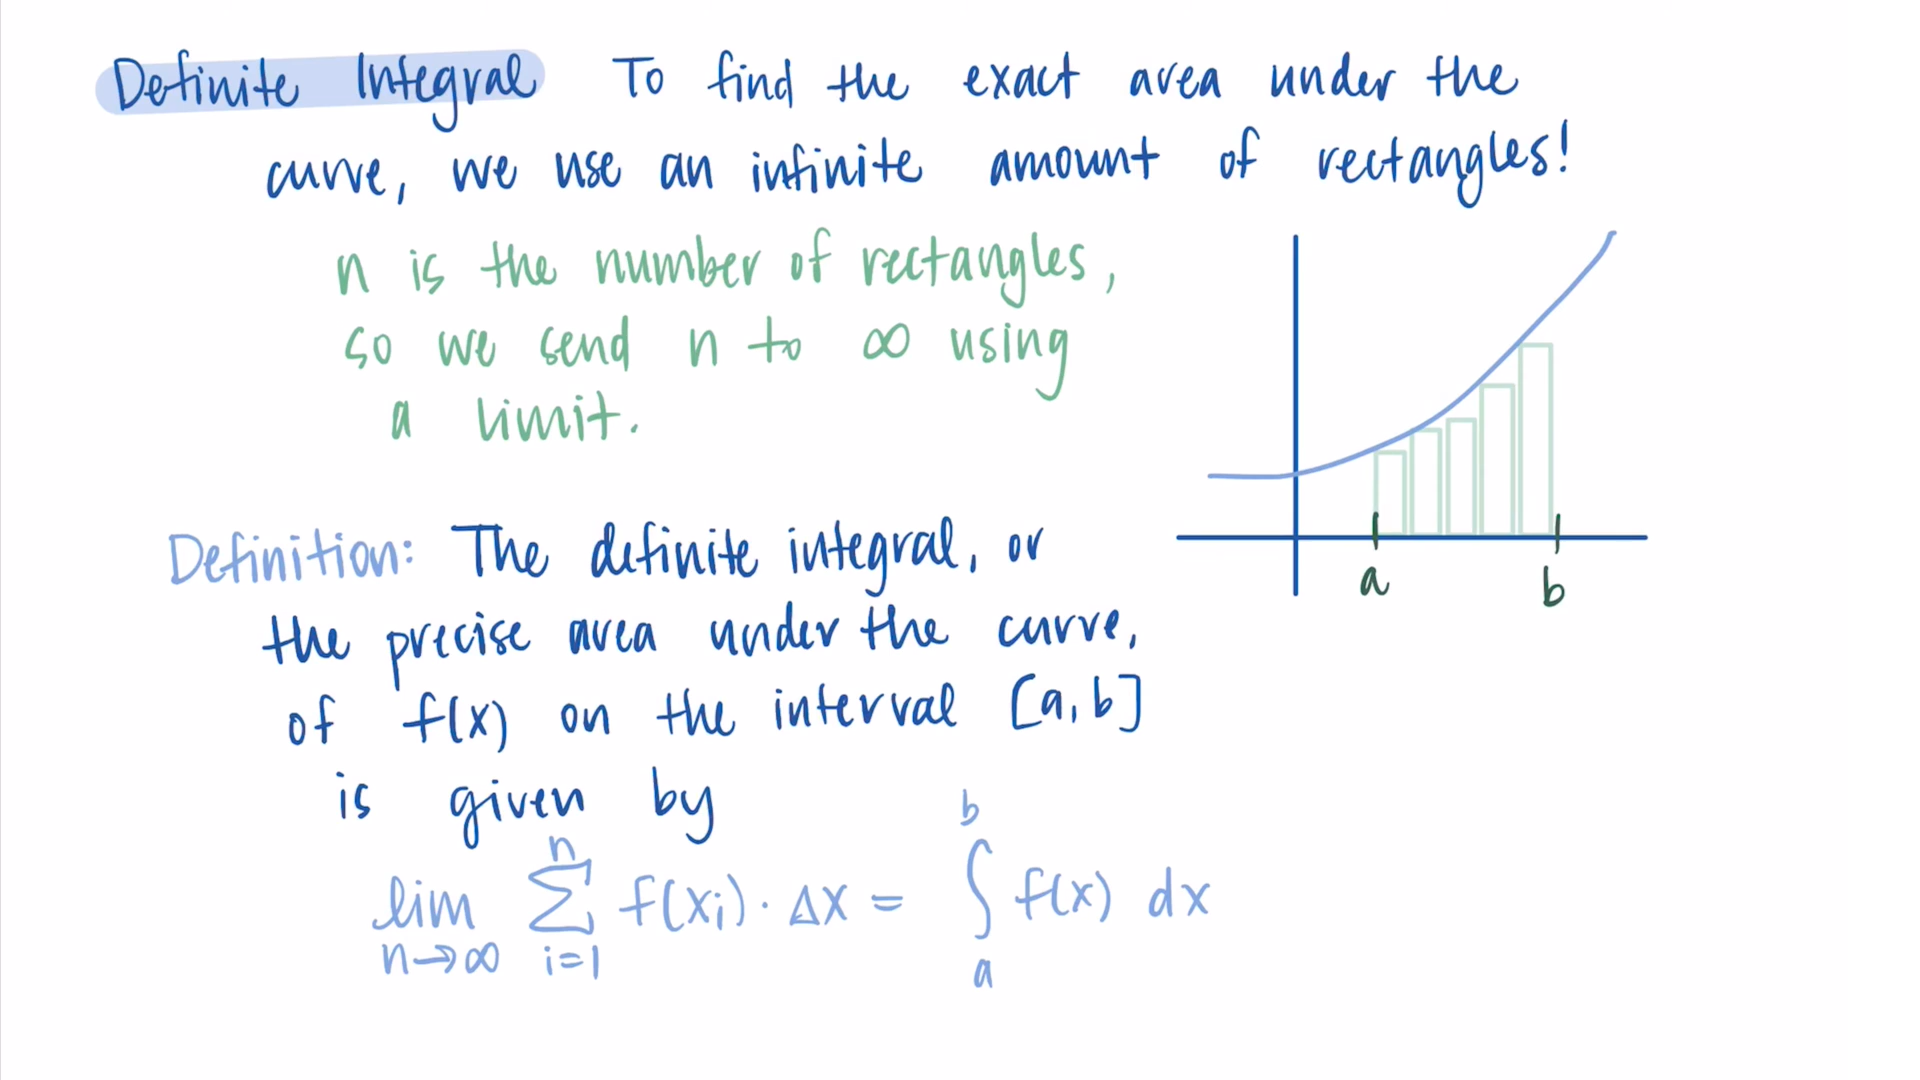 Definite Integral To find the exact area under the
curve, we use an infinite amount of rectangles!
n is the number of rectangles,
so we send n to ∞ using
a limit.
a b
Definition: The definite integral, or
the precise area under the curve,
of f(x) on the interval [a,b]
is given by
lim n→∞ n Σ i=1 f(xᵢ)·Δx = b ∫ a f(x) dx